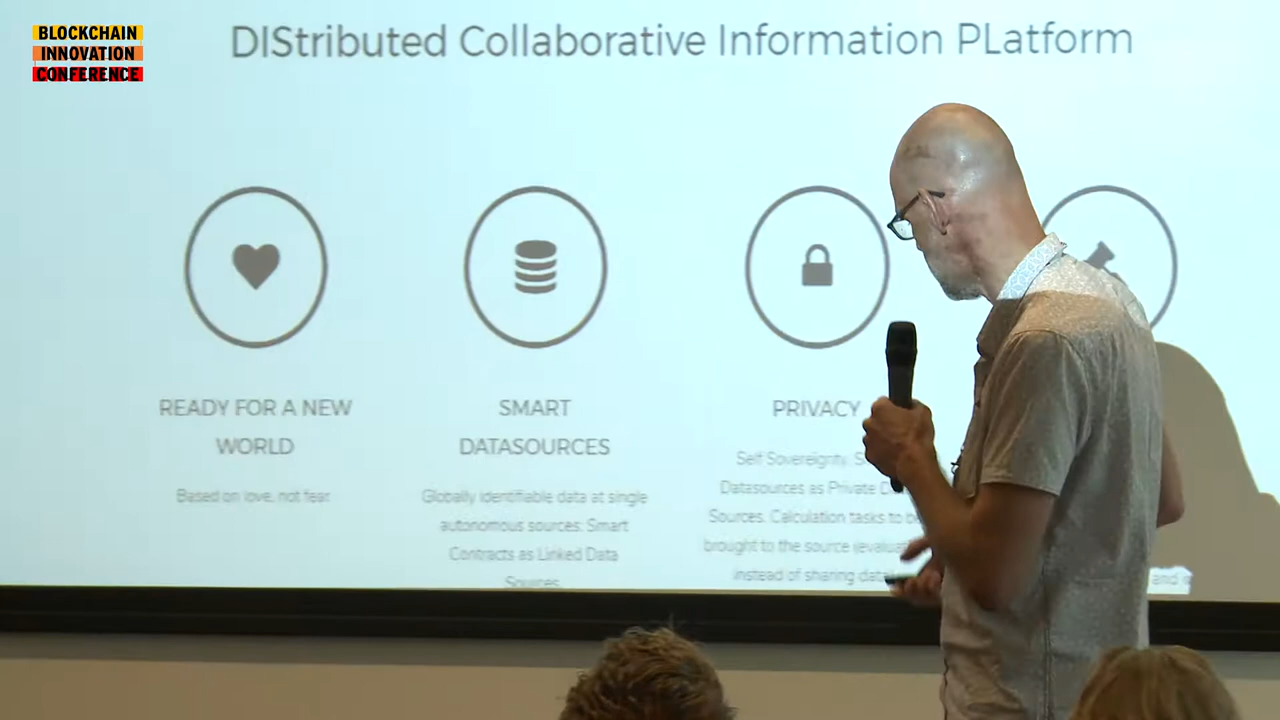 BLOCKCHAIN
INNOVATION
CONFERENCE
DIStributed Collaborative Information PLatform
READY FOR A NEW
WORLD
Based on love, not fear
SMART
DATASOURCES
Globally identifiable data at single
autonomous sources: Smart
Contracts as Linked Data
Sources
PRIVACY
Self Sovereignty.
Datasources as Private
Sources. Calculation tasks to be
brought to the source
instead of sharing data
and